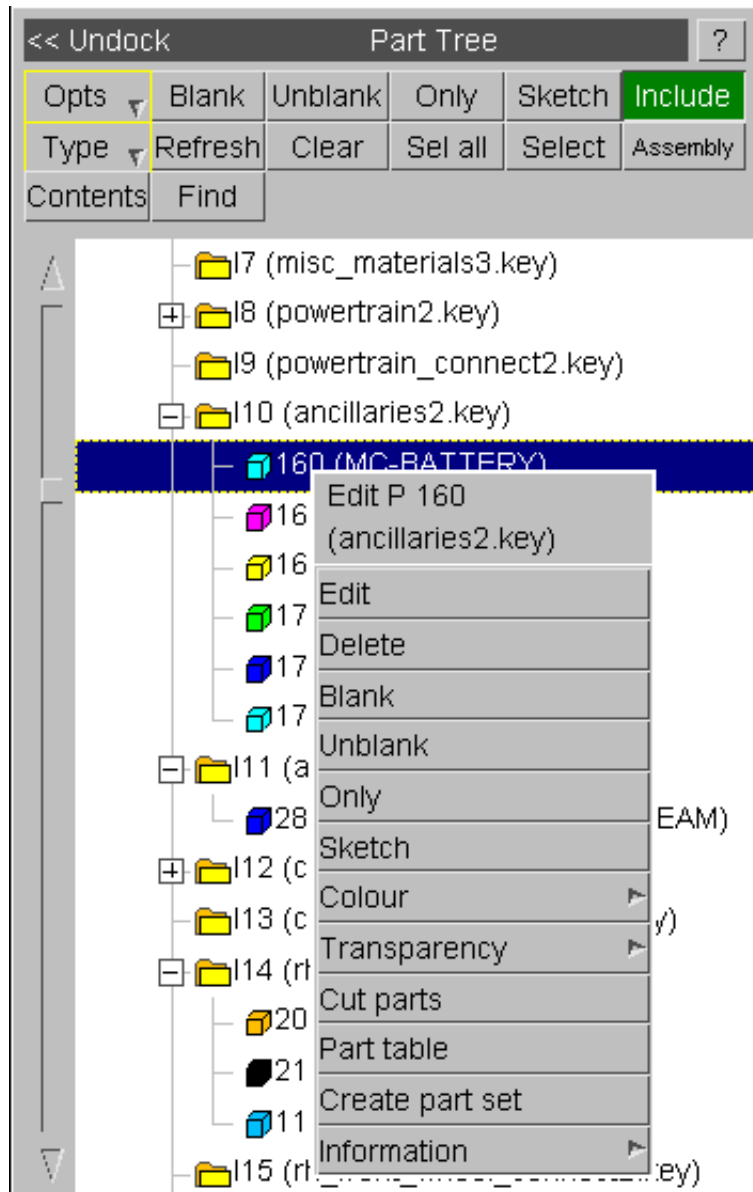 << Undock Part Tree ?
Opts Blank Unblank Only Sketch Include
Type Refresh Clear Sel all Select Assembly
Contents Find
I7 (misc_materials3.key)
I8 (powertrain2.key)
I9 (powertrain_connect2.key)
I10 (ancillaries2.key)
160 (MC-BATTERY)
Edit P 160
(ancillaries2.key)
16
16
Edit
17
Delete
17
Blank
17
Unblank
I11 (a
Only
28 EAM)
Sketch
I12 (c
Colour
I13 (c y)
Transparency
I14 (rh
Cut parts
20
Part table
21
Create part set
11
Information
I15 (rh .key)